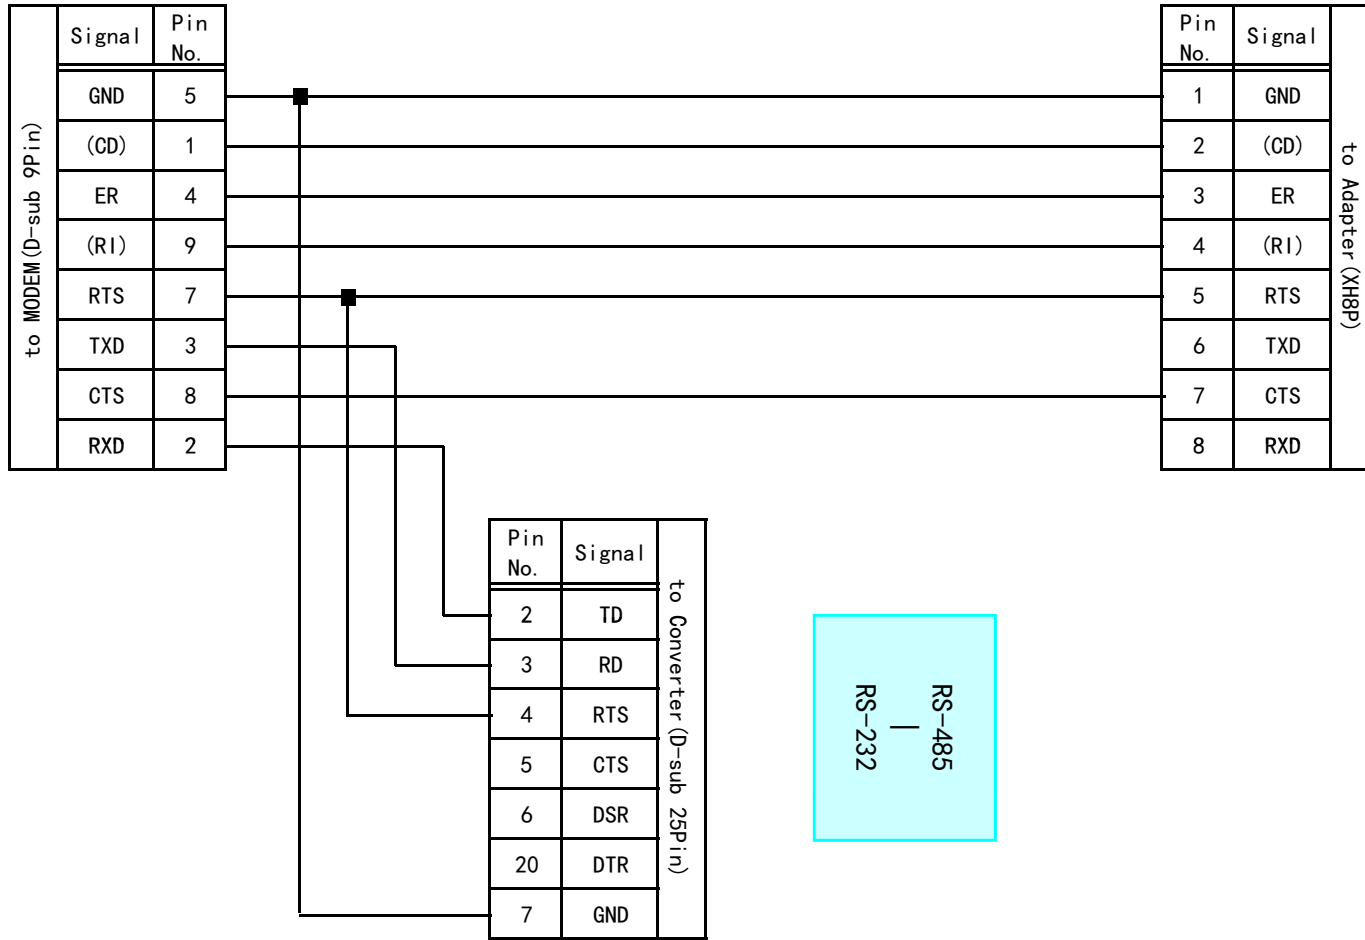 to MODEM(D-sub 9Pin)
Signal Pin No.
GND 5
(CD) 1
ER 4
(RI) 9
RTS 7
TXD 3
CTS 8
RXD 2
Pin No. Signal
1 GND
2 (CD)
3 ER
4 (RI)
5 RTS
6 TXD
7 CTS
8 RXD
to Adapter(XH8P)
Pin No. Signal
2 TD
3 RD
4 RTS
5 CTS
6 DSR
20 DTR
7 GND
to Converter(D-sub 25Pin)
RS-485
|
RS-232